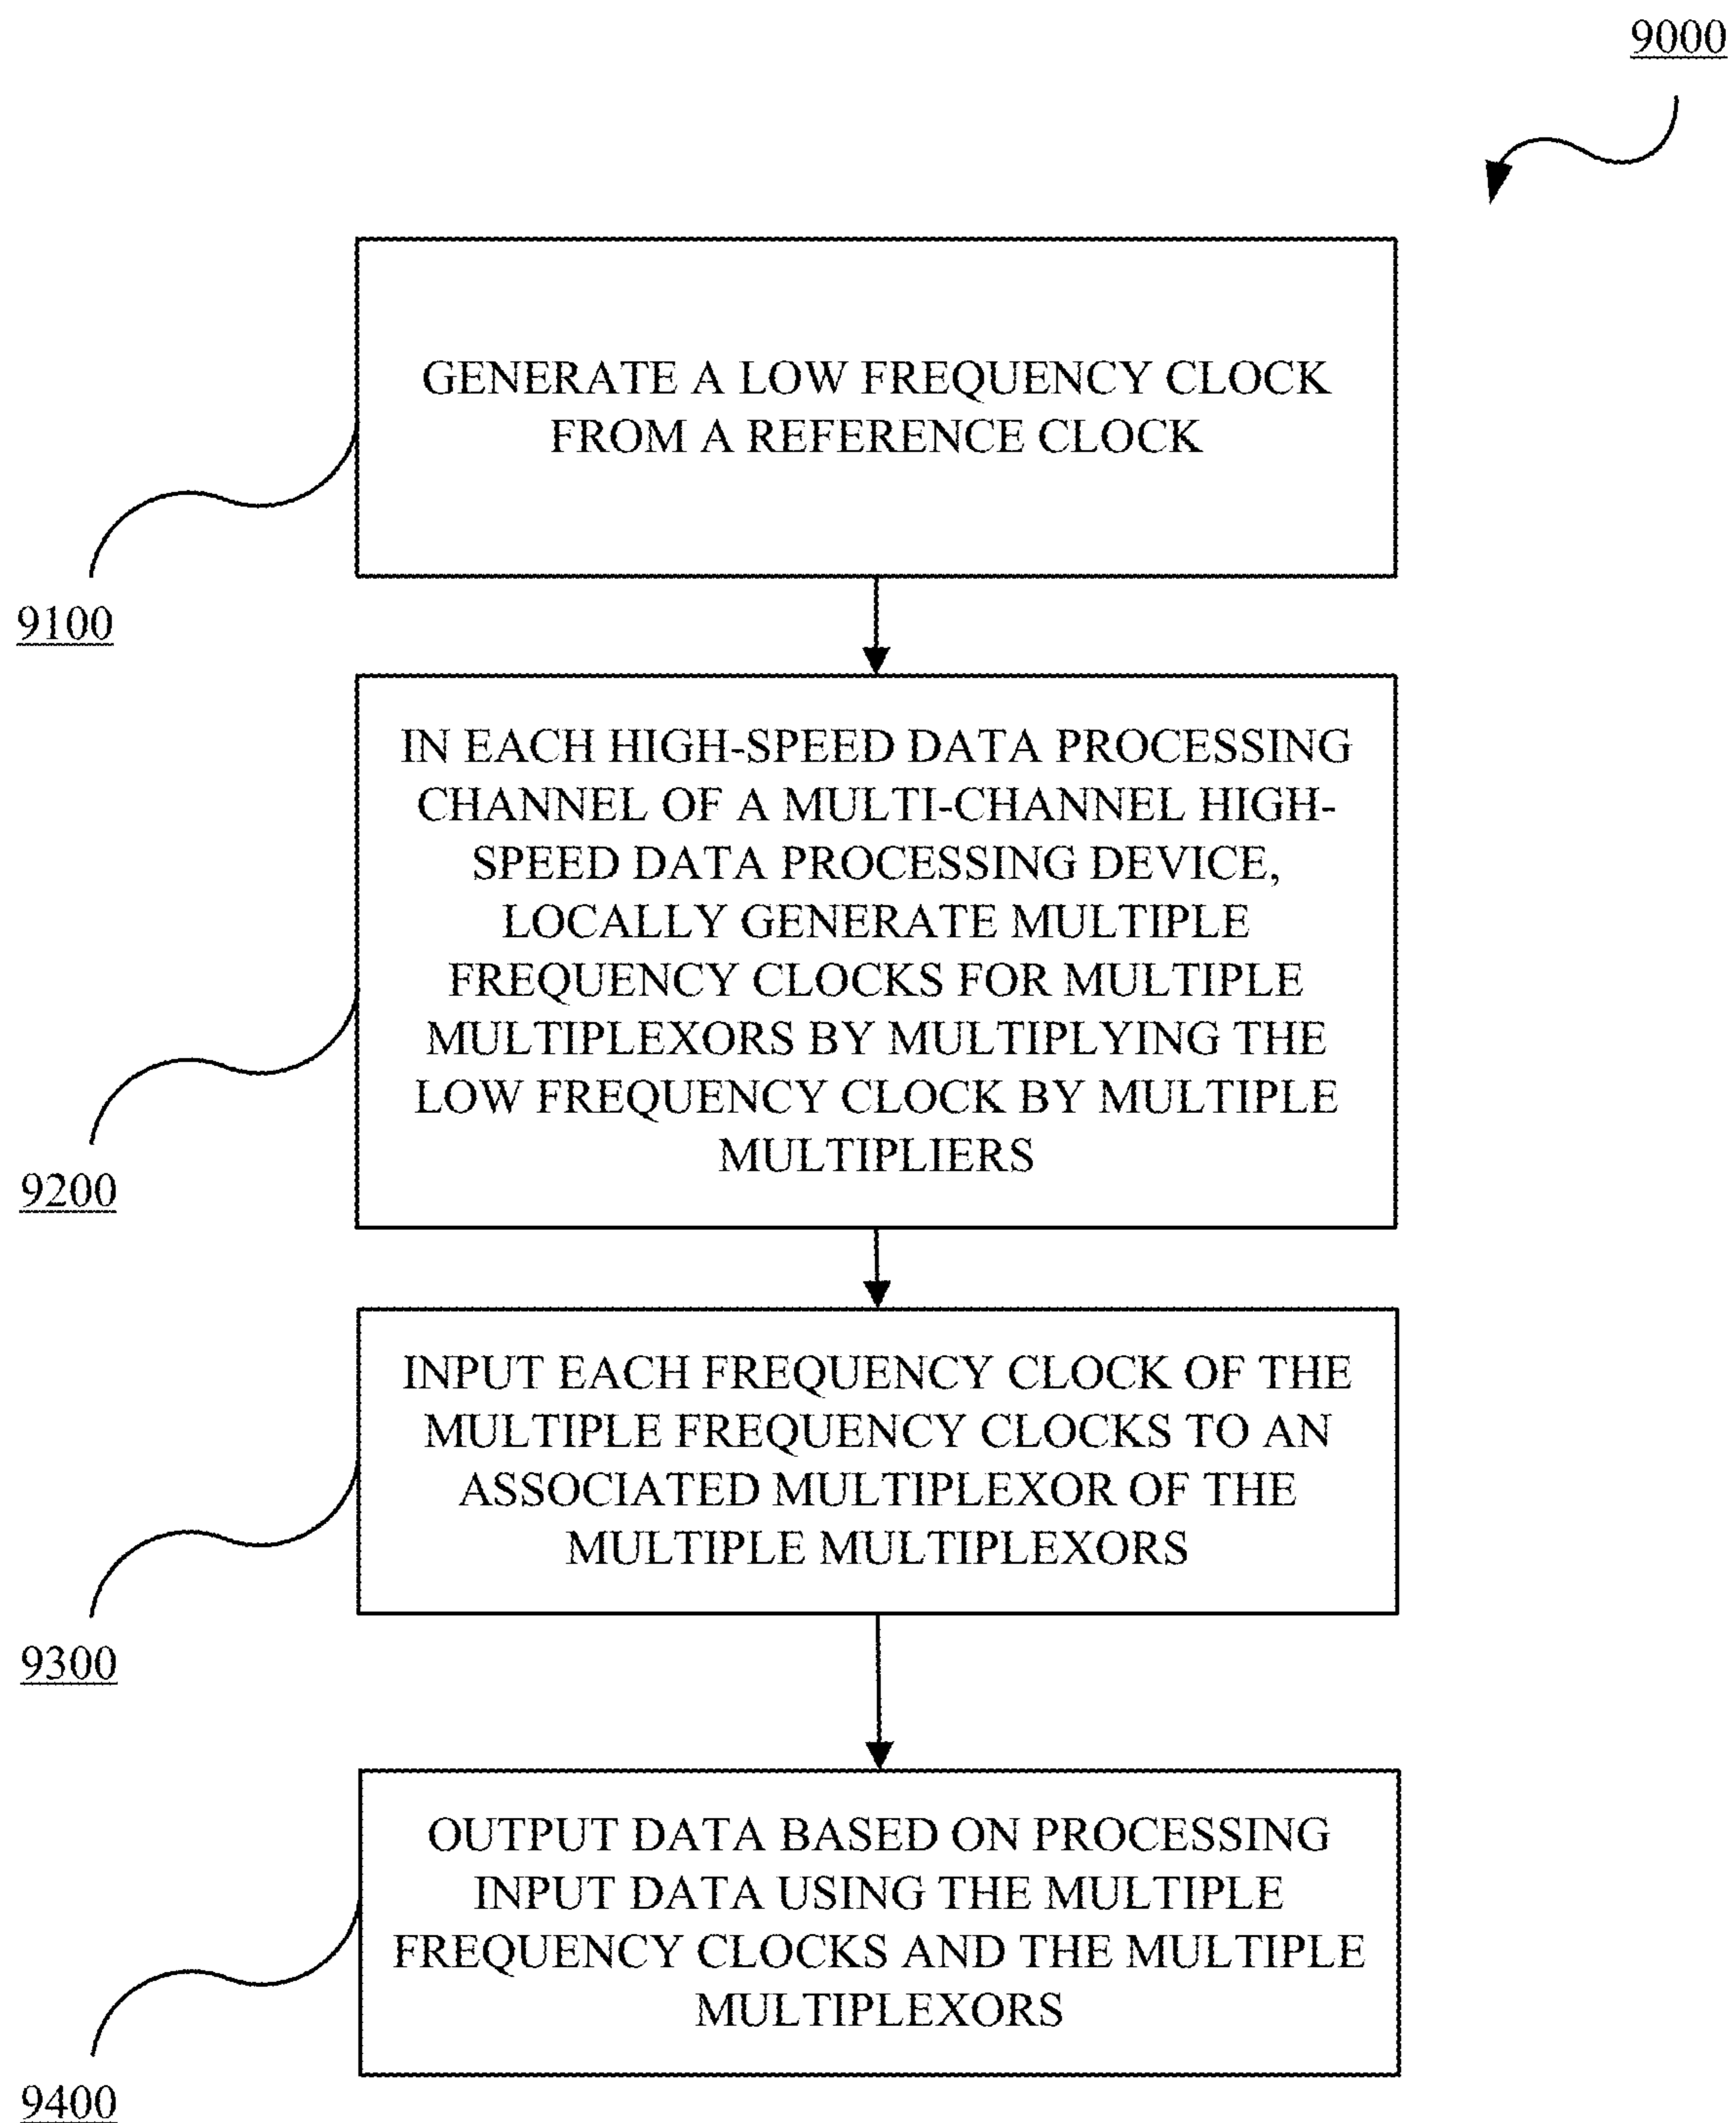 9000
GENERATE A LOW FREQUENCY CLOCK
FROM A REFERENCE CLOCK
9100
IN EACH HIGH-SPEED DATA PROCESSING
CHANNEL OF A MULTI-CHANNEL HIGH-
SPEED DATA PROCESSING DEVICE,
LOCALLY GENERATE MULTIPLE
FREQUENCY CLOCKS FOR MULTIPLE
MULTIPLEXORS BY MULTIPLYING THE
LOW FREQUENCY CLOCK BY MULTIPLE
MULTIPLIERS
9200
INPUT EACH FREQUENCY CLOCK OF THE
MULTIPLE FREQUENCY CLOCKS TO AN
ASSOCIATED MULTIPLEXOR OF THE
MULTIPLE MULTIPLEXORS
9300
OUTPUT DATA BASED ON PROCESSING
INPUT DATA USING THE MULTIPLE
FREQUENCY CLOCKS AND THE MULTIPLE
MULTIPLEXORS
9400